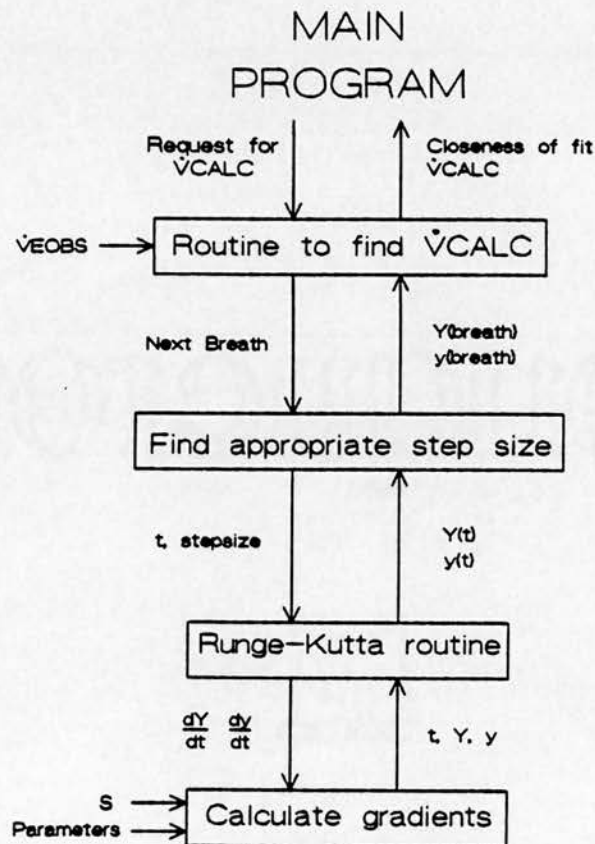 MAIN
PROGRAM
Request for
V̇CALC
Closeness of fit
V̇CALC
V̇EOBS
Routine to find V̇CALC
Next Breath
Y(breath)
y(breath)
Find appropriate step size
t, stepsize
Y(t)
y(t)
Runge-Kutta routine
dY/dt dy/dt
t, Y, y
S
Parameters
Calculate gradients